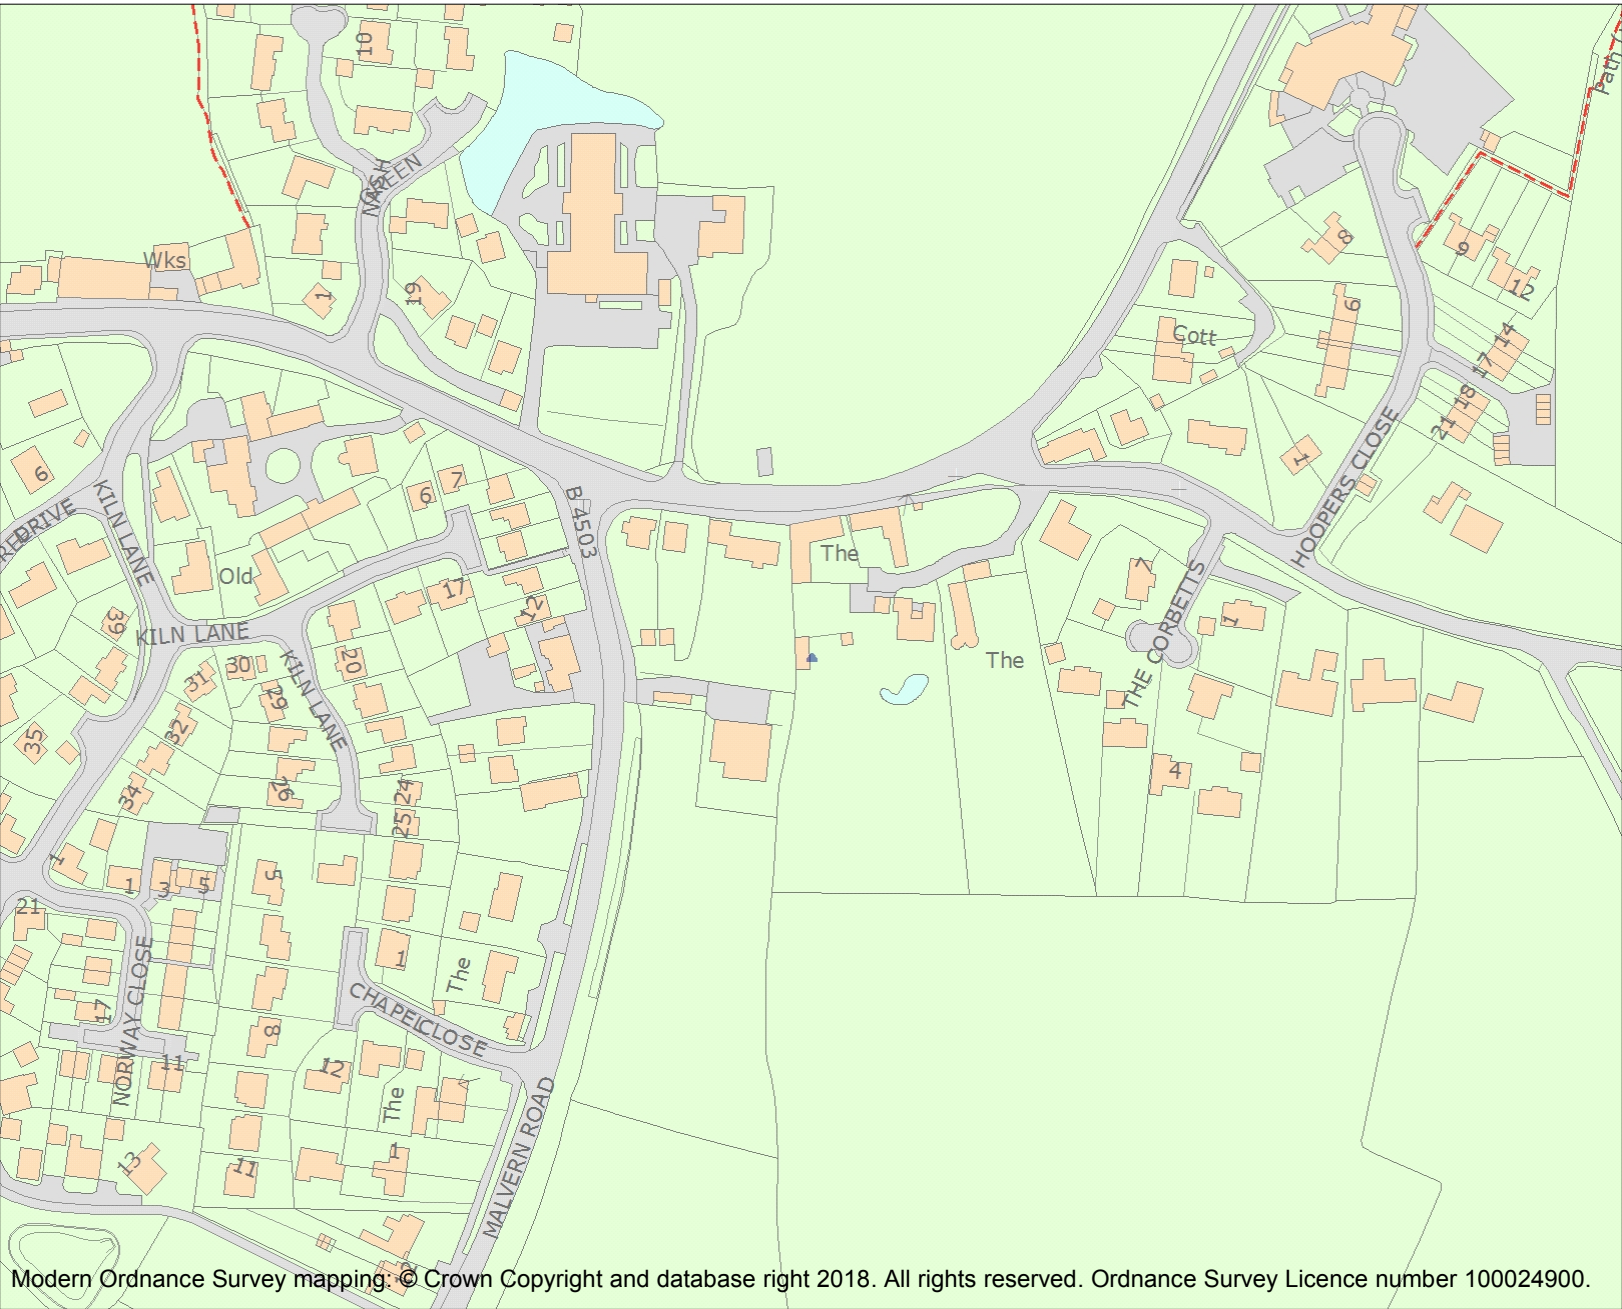 10
NASH
GREEN
Path (
Wks
1
19
8
9
12
6
Cott
14
17
18
21
1
HOOPERS CLOSE
6
KILN LANE
DRIVE
6
7
B 4503
The
Old
17
12
39
KILN LANE
30
31
29
KILN LANE
20
32
35
26
34
24
25
The
7
THE CORBETTS
1
4
1
1
3
5
5
21
1
The
17
NORWAY CLOSE
CHAPEL CLOSE
8
11
12
The
1
13
11
MALVERN ROAD
Modern Ordnance Survey mapping: © Crown Copyright and database right 2018. All rights reserved. Ordnance Survey Licence number 100024900.